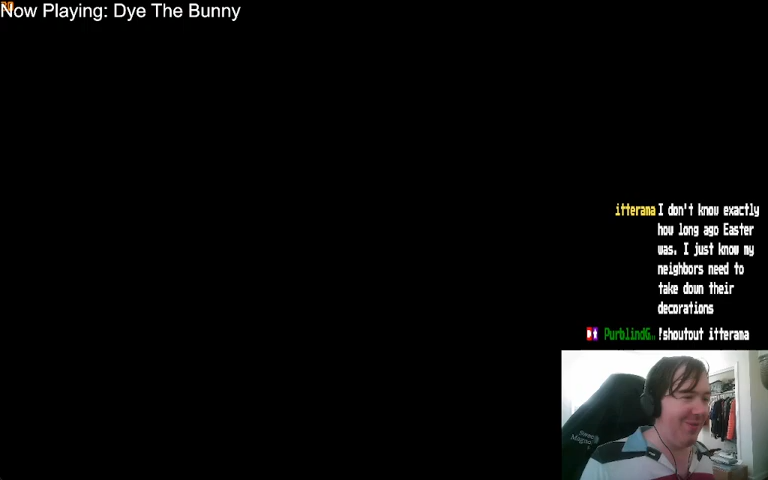 Now Playing: Dye The Bunny
itterama I don't know exactly
how long ago Easter
was. I just know my
neighbors need to
take down their
decorations
PurblindG.. !shoutout itterama